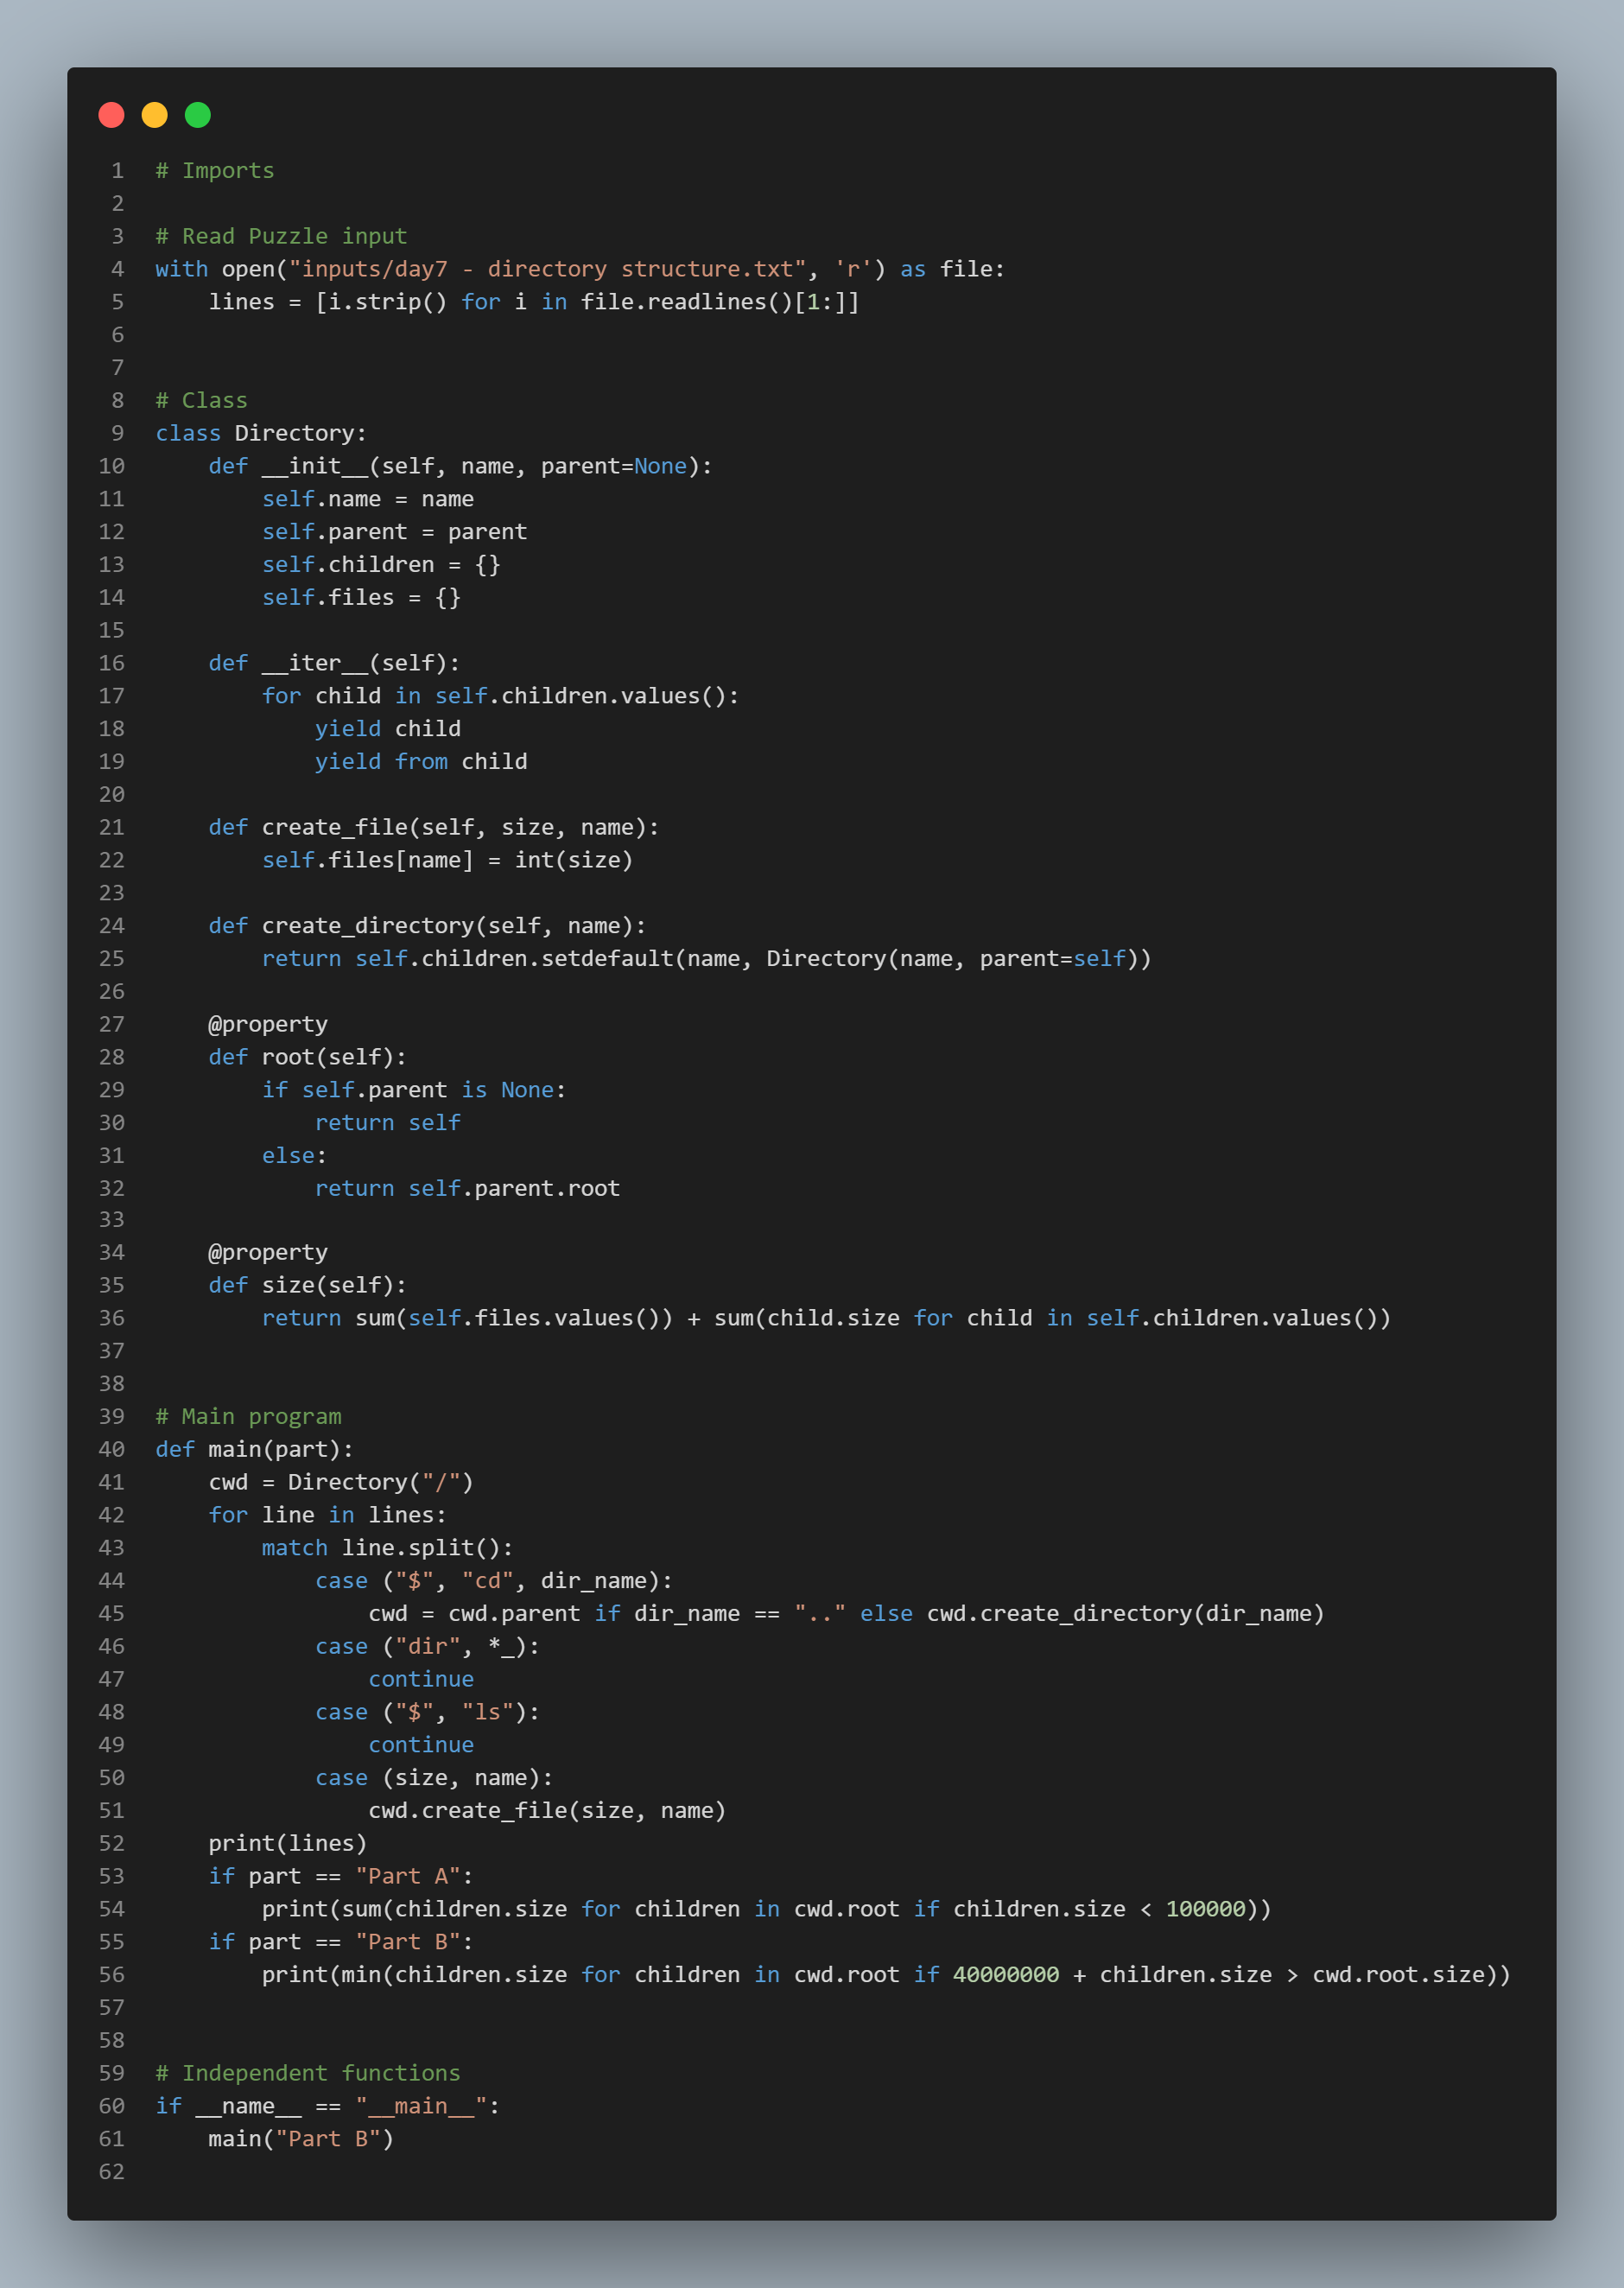 1 # Imports
2
3 # Read Puzzle input
4 with open("inputs/day7 - directory structure.txt", 'r') as file:
5     lines = [i.strip() for i in file.readlines()[1:]]
6
7
8 # Class
9 class Directory:
10     def __init__(self, name, parent=None):
11         self.name = name
12         self.parent = parent
13         self.children = {}
14         self.files = {}
15
16     def __iter__(self):
17         for child in self.children.values():
18             yield child
19             yield from child
20
21     def create_file(self, size, name):
22         self.files[name] = int(size)
23
24     def create_directory(self, name):
25         return self.children.setdefault(name, Directory(name, parent=self))
26
27     @property
28     def root(self):
29         if self.parent is None:
30             return self
31         else:
32             return self.parent.root
33
34     @property
35     def size(self):
36         return sum(self.files.values()) + sum(child.size for child in self.children.values())
37
38
39 # Main program
40 def main(part):
41     cwd = Directory("/")
42     for line in lines:
43         match line.split():
44             case ("$", "cd", dir_name):
45                 cwd = cwd.parent if dir_name == ".." else cwd.create_directory(dir_name)
46             case ("dir", *_):
47                 continue
48             case ("$", "ls"):
49                 continue
50             case (size, name):
51                 cwd.create_file(size, name)
52     print(lines)
53     if part == "Part A":
54         print(sum(children.size for children in cwd.root if children.size < 100000))
55     if part == "Part B":
56         print(min(children.size for children in cwd.root if 40000000 + children.size > cwd.root.size))
57
58
59 # Independent functions
60 if __name__ == "__main__":
61     main("Part B")
62